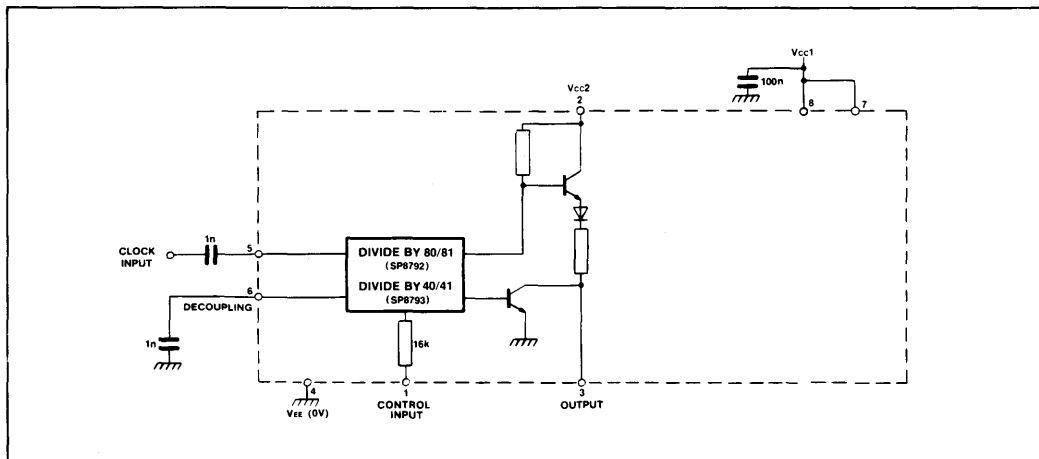 Vcc1
100n
8
7
Vcc2
2
CLOCK
INPUT
1n
5
DIVIDE BY 80/81
(SP8792)
DIVIDE BY 40/41
(SP8793)
6
DECOUPLING
1n
16k
4
VEE (0V)
1
CONTROL
INPUT
3
OUTPUT